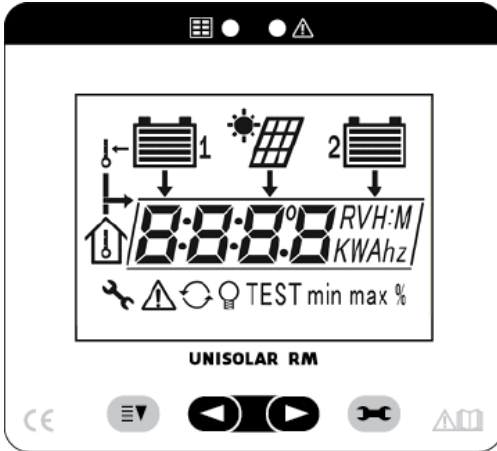 1 2
8:8:8.8° RVH:M
KWAhz
TEST min max %
UNISOLAR RM
CE